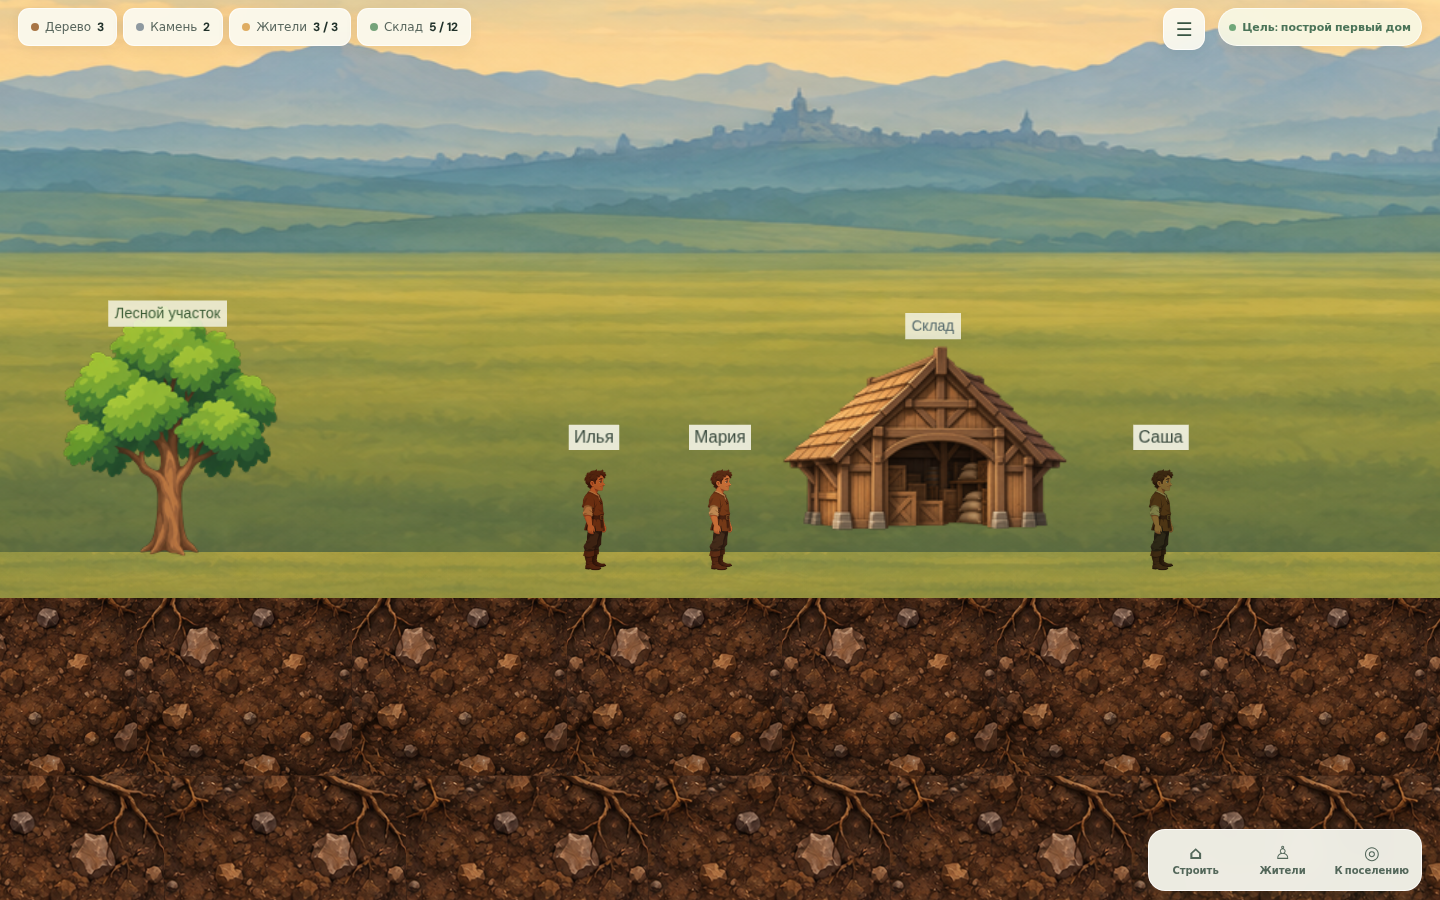 Дерево 3
Камень 2
Жители 3 / 3
Склад 5 / 12
Цель: построй первый дом
Лесной участок
Склад
Илья
Мария
Саша
Строить
Жители
К поселению